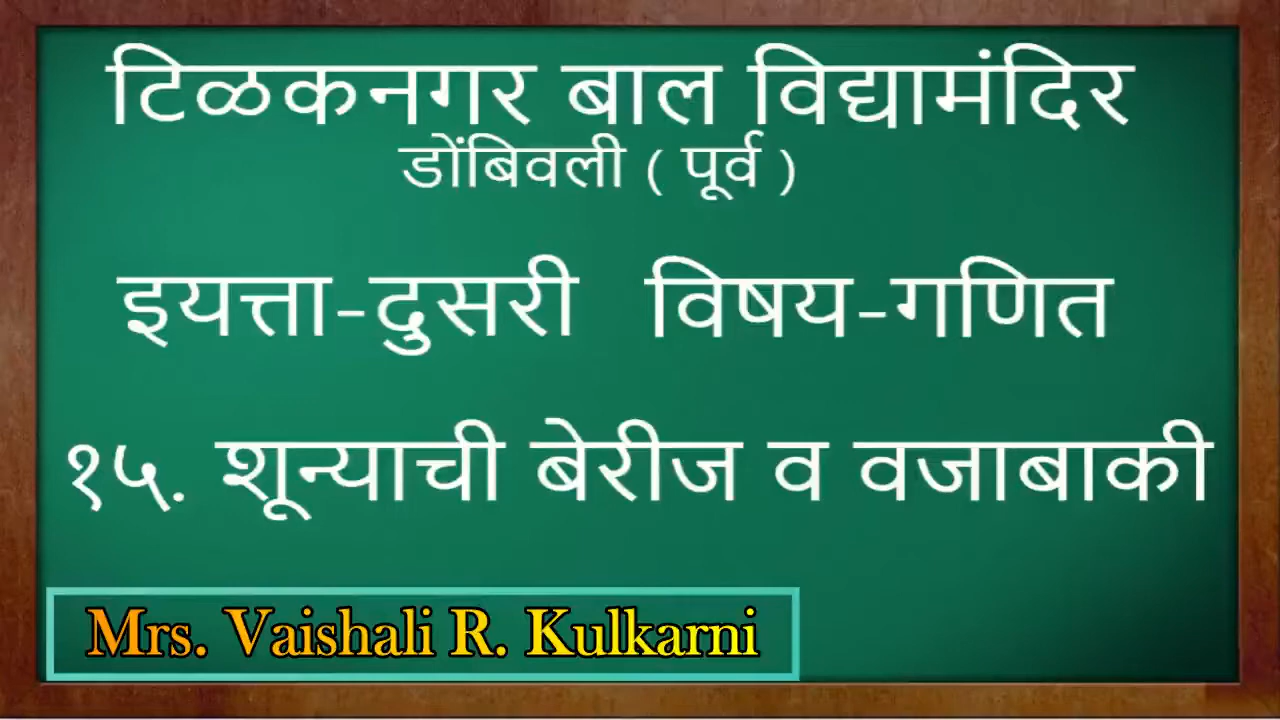 टिळकनगर बाल विद्यामंदिर
डोंबिवली ( पूर्व )
इयत्ता-दुसरी विषय-गणित
१५. शून्याची बेरीज व वजाबाकी
Mrs. Vaishali R. Kulkarni